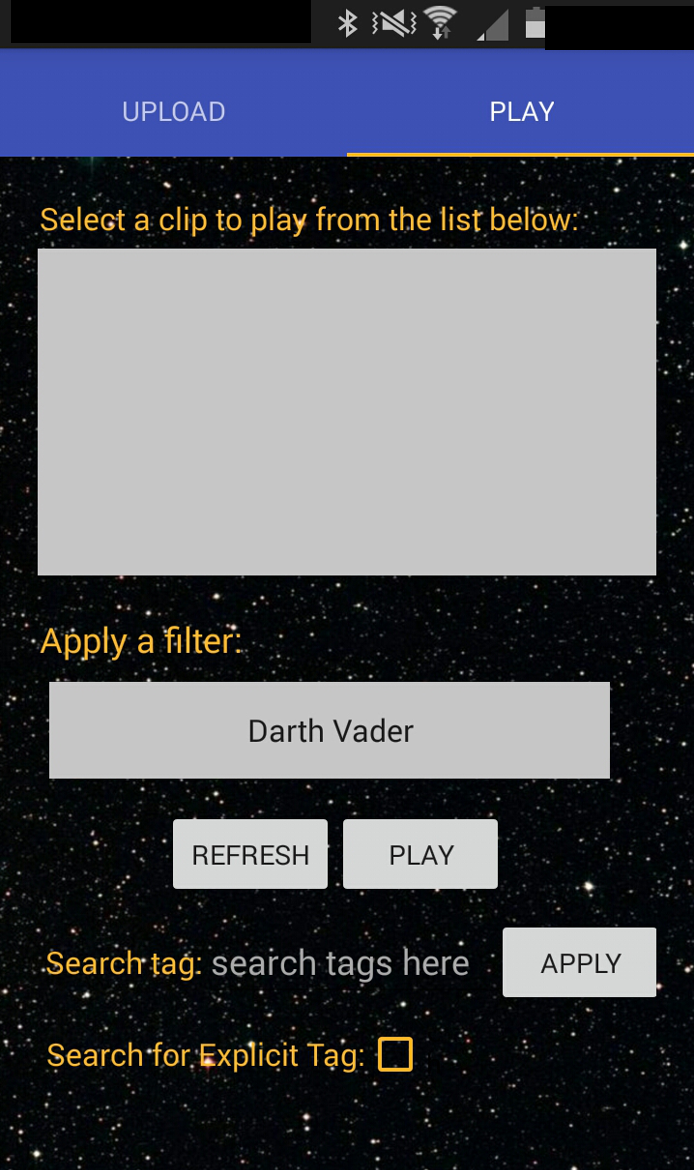 UPLOAD PLAY
Select a clip to play from the list below:
Apply a filter:
Darth Vader
REFRESH PLAY
Search tag: search tags here APPLY
Search for Explicit Tag: